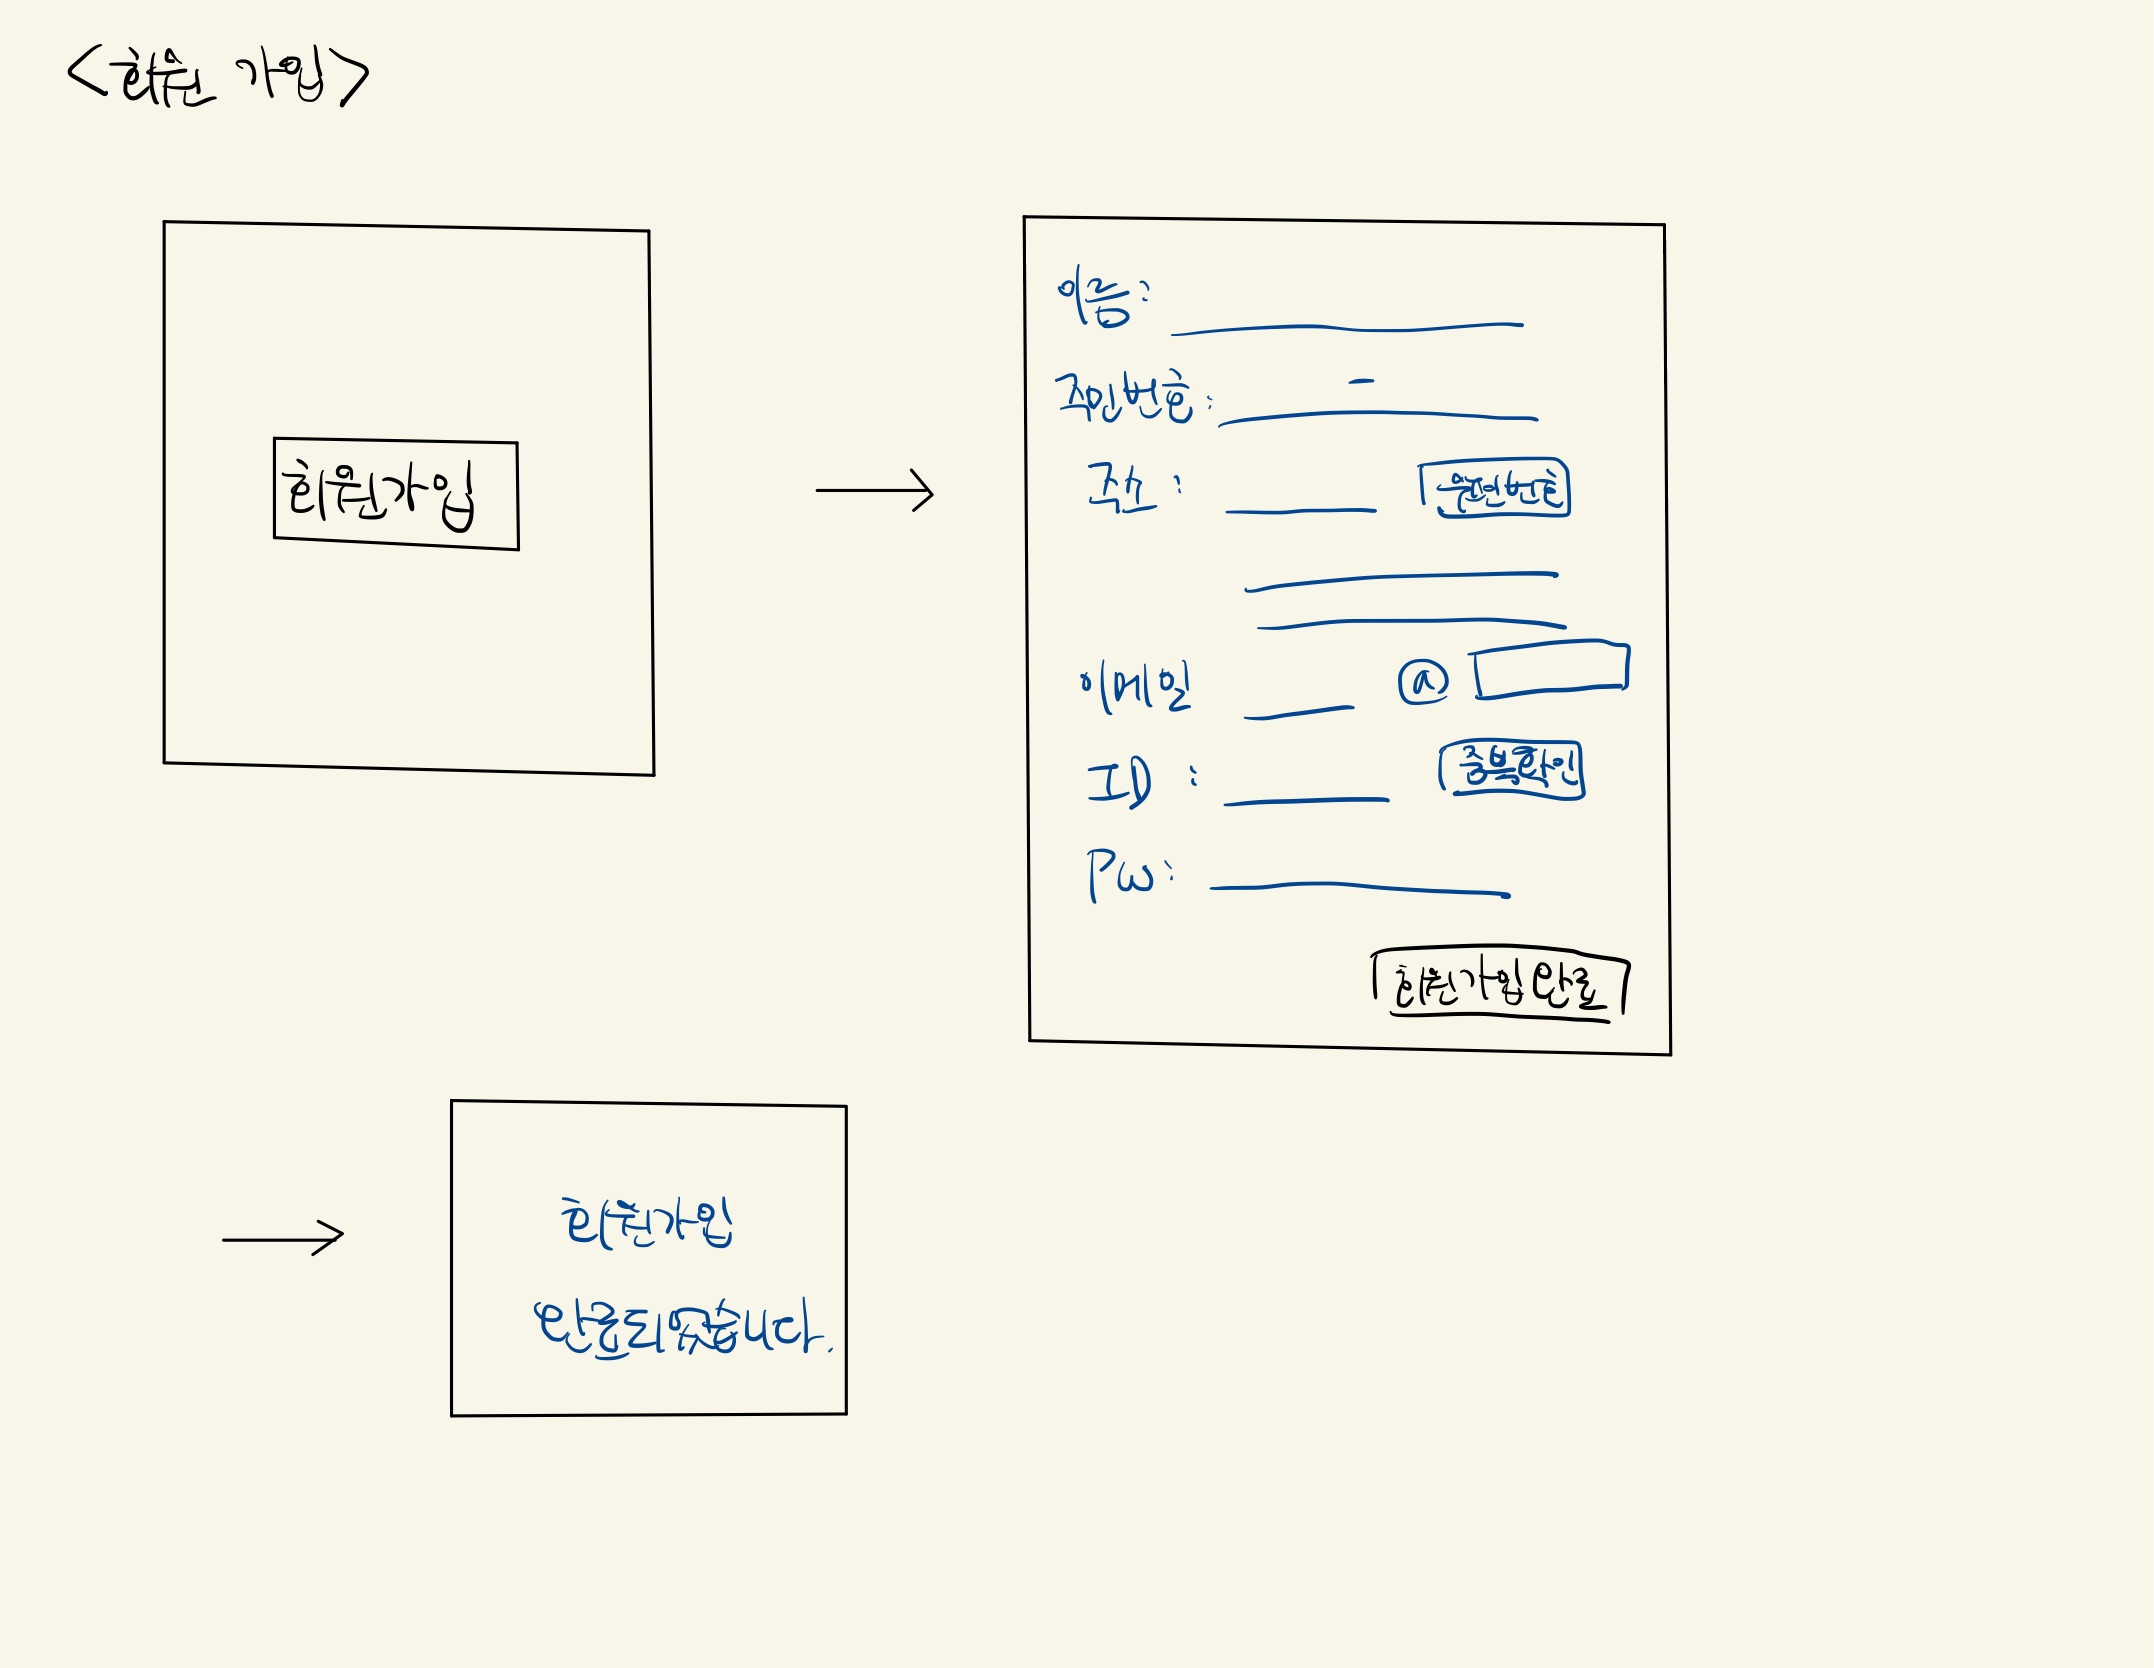 <회원 가입>
회원가입
이름:
주민번호: -
주소: 우편번호
이메일 @
ID: 중복확인
PW:
회원가입 완료
회원가입
완료되었습니다.